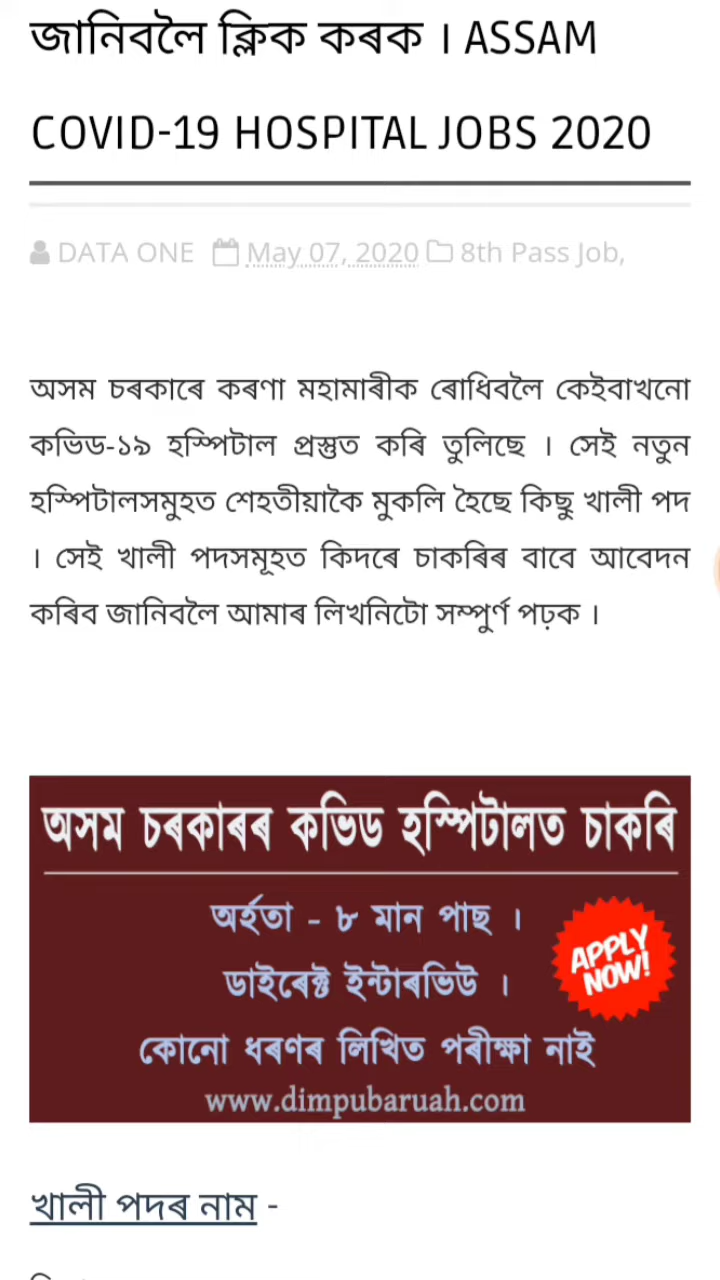 জানিবলৈ ক্লিক কৰক । ASSAM
COVID-19 HOSPITAL JOBS 2020
DATA ONE May 07, 2020 8th Pass Job,
অসম চৰকাৰে কৰণা মহামাৰীক ৰোধিবলৈ কেইবাখনো
কভিড-১৯ হস্পিটাল প্ৰস্তুত কৰি তুলিছে । সেই নতুন
হস্পিটালসমুহত শেহতীয়াকৈ মুকলি হৈছে কিছু খালী পদ
। সেই খালী পদসমূহত কিদৰে চাকৰিৰ বাবে আবেদন
কৰিব জানিবলৈ আমাৰ লিখনিটো সম্পুৰ্ণ পঢ়ক ।
অসম চৰকাৰৰ কভিড হস্পিটালত চাকৰি
অৰ্হতা - ৮ মান পাছ ।
ডাইৰেক্ট ইন্টাৰভিউ ।
APPLY
NOW!
কোনো ধৰণৰ লিখিত পৰীক্ষা নাই
www.dimpubaruah.com
খালী পদৰ নাম -